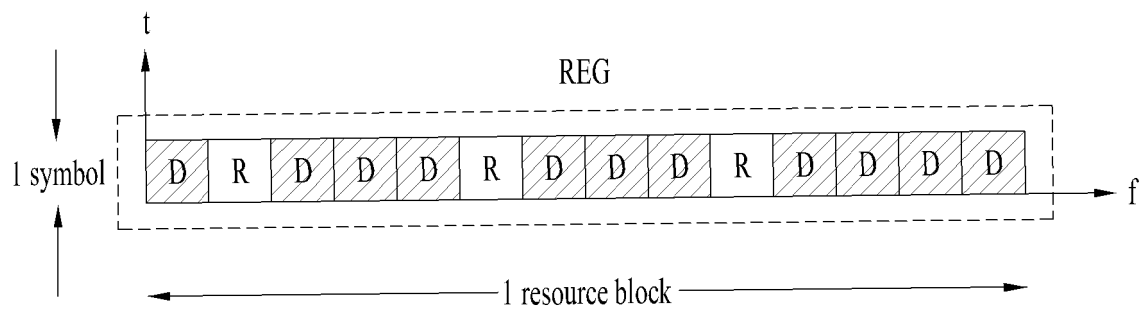 t
REG
1 symbol
D R D D D R D D D R D D D D
f
1 resource block